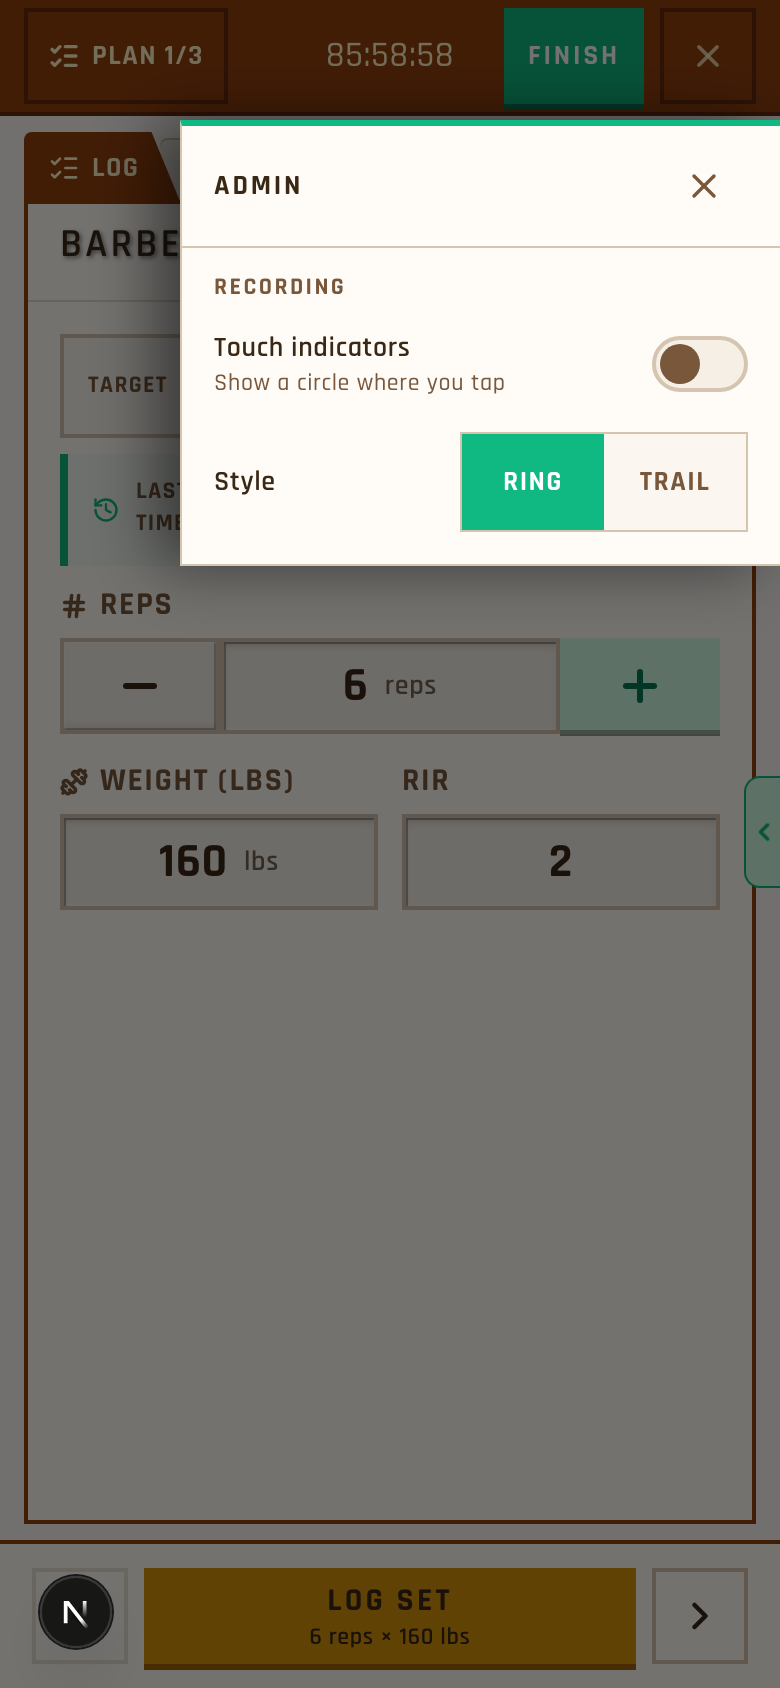 PLAN 1/3
85:58:58
FINISH
LOG
ADMIN
BARBE
RECORDING
Touch indicators
Show a circle where you tap
TARGET
Style
RING
TRAIL
LAST
TIME
REPS
6 reps
WEIGHT (LBS)
RIR
160 lbs
2
N
LOG SET
6 reps × 160 lbs